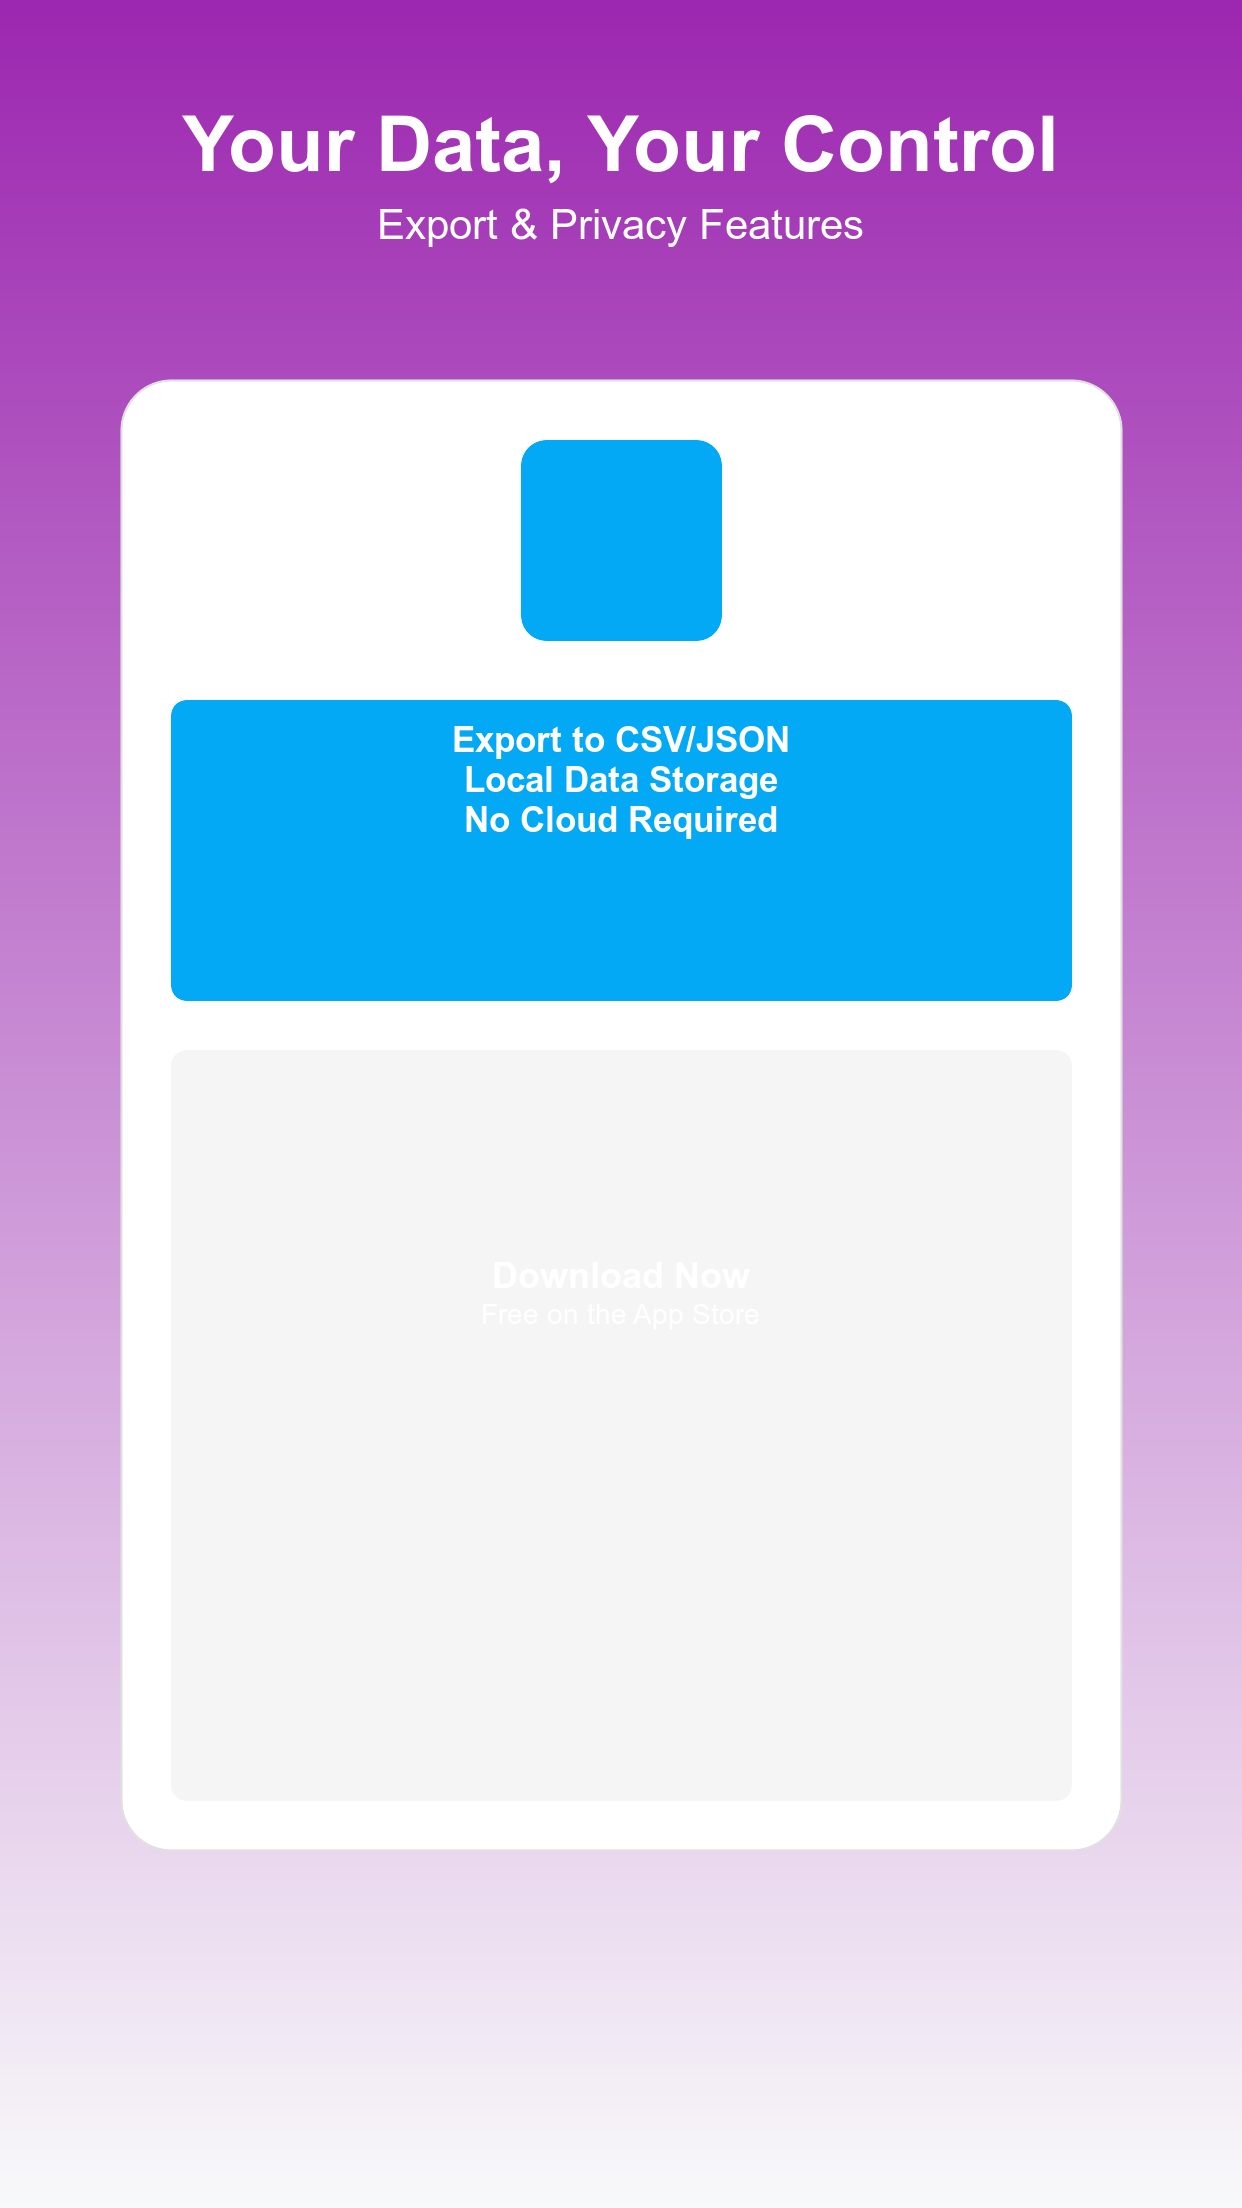 Your Data, Your Control
Export & Privacy Features
Export to CSV/JSON
Local Data Storage
No Cloud Required
Download Now
Free on the App Store